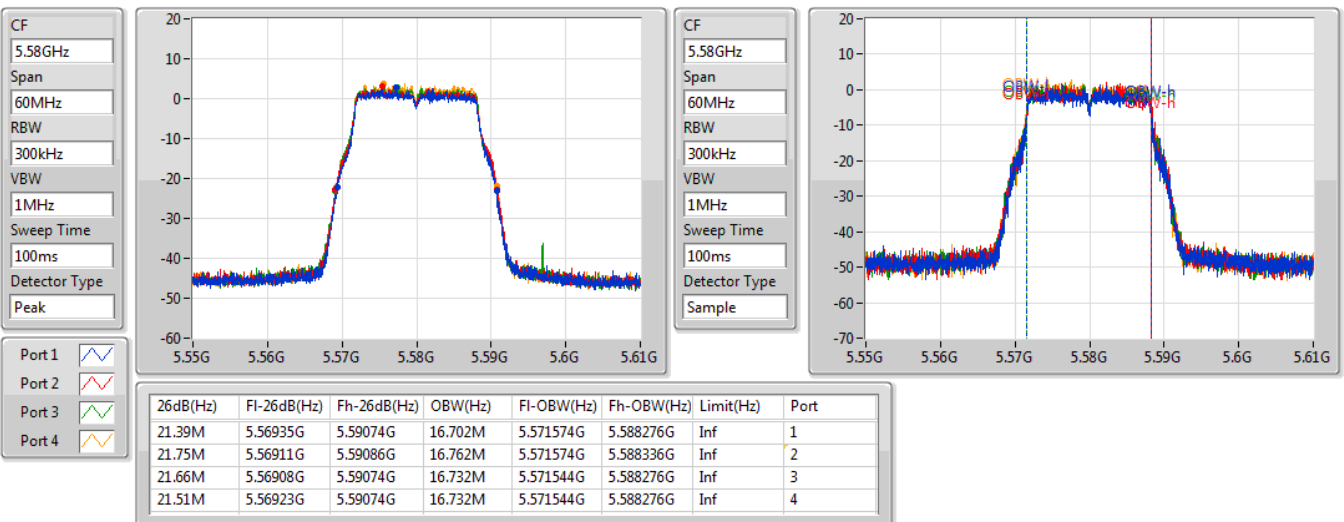 CF
5.58GHz
Span
60MHz
RBW
300kHz
VBW
1MHz
Sweep Time
100ms
Detector Type
Peak
20
10
0
-10
-20
-30
-40
-50
-60
5.55G 5.56G 5.57G 5.58G 5.59G 5.6G 5.61G
CF
5.58GHz
Span
60MHz
RBW
300kHz
VBW
1MHz
Sweep Time
100ms
Detector Type
Sample
20
10
0
-10
-20
-30
-40
-50
-60
-70
5.55G 5.56G 5.57G 5.58G 5.59G 5.6G 5.61G
Port 1
Port 2
Port 3
Port 4
26dB(Hz) Fl-26dB(Hz) Fh-26dB(Hz) OBW(Hz) Fl-OBW(Hz) Fh-OBW(Hz) Limit(Hz) Port
21.39M 5.56935G 5.59074G 16.702M 5.571574G 5.588276G Inf 1
21.75M 5.56911G 5.59086G 16.762M 5.571574G 5.588336G Inf 2
21.66M 5.56908G 5.59074G 16.732M 5.571544G 5.588276G Inf 3
21.51M 5.56923G 5.59074G 16.732M 5.571544G 5.588276G Inf 4